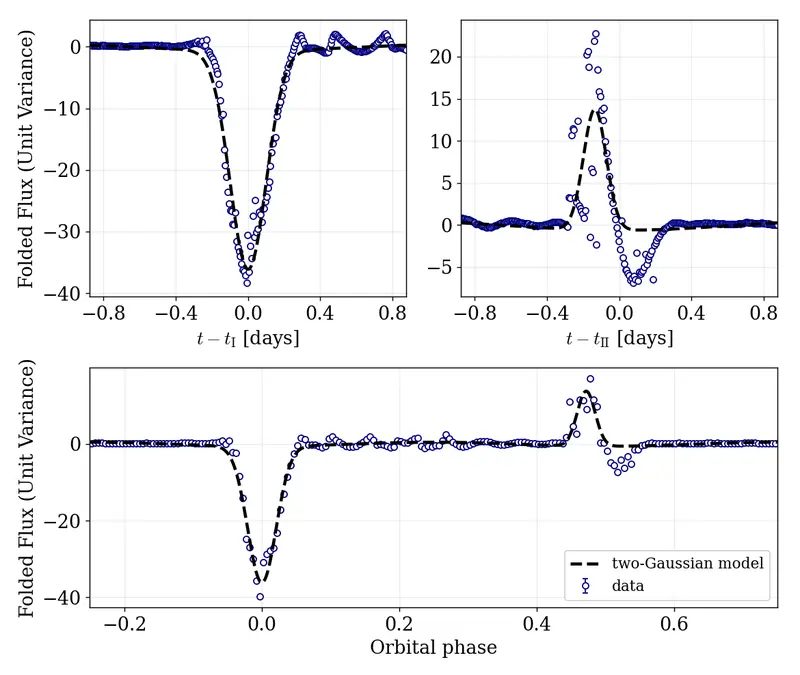 Folded Flux (Unit Variance)
0
−10
−20
−30
−40
−0.8 −0.4 0.0 0.4 0.8
t − t_I [days]
20
15
10
5
0
−5
−0.8 −0.4 0.0 0.4 0.8
t − t_II [days]
Folded Flux (Unit Variance)
0
−20
−40
−0.2 0.0 0.2 0.4 0.6
Orbital phase
two-Gaussian model
data